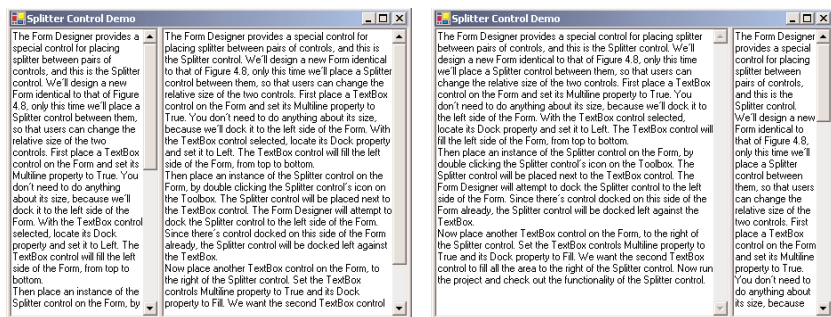 Splitter Control Demo
The Form Designer provides a
special control for placing
splitter between pairs of
controls, and this is the Splitter
control. We'll design a new
Form identical to that of Figure
4.8, only this time we'll place a
Splitter control between them,
so that users can change the
relative size of the two
controls. First place a TextBox
control on the Form and set its
Multiline property to True. You
don't need to do anything
about its size, because we'll
dock it to the left side of the
Form. With the TextBox control
selected, locate its Dock
property and set it to Left. The
TextBox control will fill the left
side of the Form, from top to
bottom.
Then place an instance of the
Splitter control on the Form, by
The Form Designer provides a special control for
placing splitter between pairs of controls, and this is
the Splitter control. We'll design a new Form identical
to that of Figure 4.8, only this time we'll place a Splitter
control between them, so that users can change the
relative size of the two controls. First place a TextBox
control on the Form and set its Multiline property to
True. You don't need to do anything about its size,
because we'll dock it to the left side of the Form. With
the TextBox control selected, locate its Dock property
and set it to Left. The TextBox control will fill the left
side of the Form, from top to bottom.
Then place an instance of the Splitter control on the
Form, by double clicking the Splitter control's icon on
the Toolbox. The Splitter control will be placed next to
the TextBox control. The Form Designer will attempt to
dock the Splitter control to the left side of the Form.
Since there's control docked on this side of the Form
already, the Splitter control will be docked left against
the TextBox.
Now place another TextBox control on the Form, to
the right of the Splitter control. Set the TextBox
controls Multiline property to True and its Dock
property to Fill. We want the second TextBox control
Splitter Control Demo
The Form Designer provides a special control for placing splitter
between pairs of controls, and this is the Splitter control. We'll
design a new Form identical to that of Figure 4.8, only this time
we'll place a Splitter control between them, so that users can
change the relative size of the two controls. First place a TextBox
control on the Form and set its Multiline property to True. You
don't need to do anything about its size, because we'll dock it to
the left side of the Form. With the TextBox control selected,
locate its Dock property and set it to Left. The TextBox control will
fill the left side of the Form, from top to bottom.
Then place an instance of the Splitter control on the Form, by
double clicking the Splitter control's icon on the Toolbox. The
Splitter control will be placed next to the TextBox control. The
Form Designer will attempt to dock the Splitter control to the left
side of the Form. Since there's control docked on this side of the
Form already, the Splitter control will be docked left against the
TextBox.
Now place another TextBox control on the Form, to the right of
the Splitter control. Set the TextBox controls Multiline property to
True and its Dock property to Fill. We want the second TextBox
control to fill all the area to the right of the Splitter control. Now run
the project and check out the functionality of the Splitter control.
The Form Designer
provides a special
control for placing
splitter between
pairs of controls,
and this is the
Splitter control.
We'll design a new
Form identical to
that of Figure 4.8,
only this time we'll
place a Splitter
control between
them, so that users
can change the
relative size of the
two controls. First
place a TextBox
control on the Form
and set its Multiline
property to True.
You don't need to
do anything about
its size, because